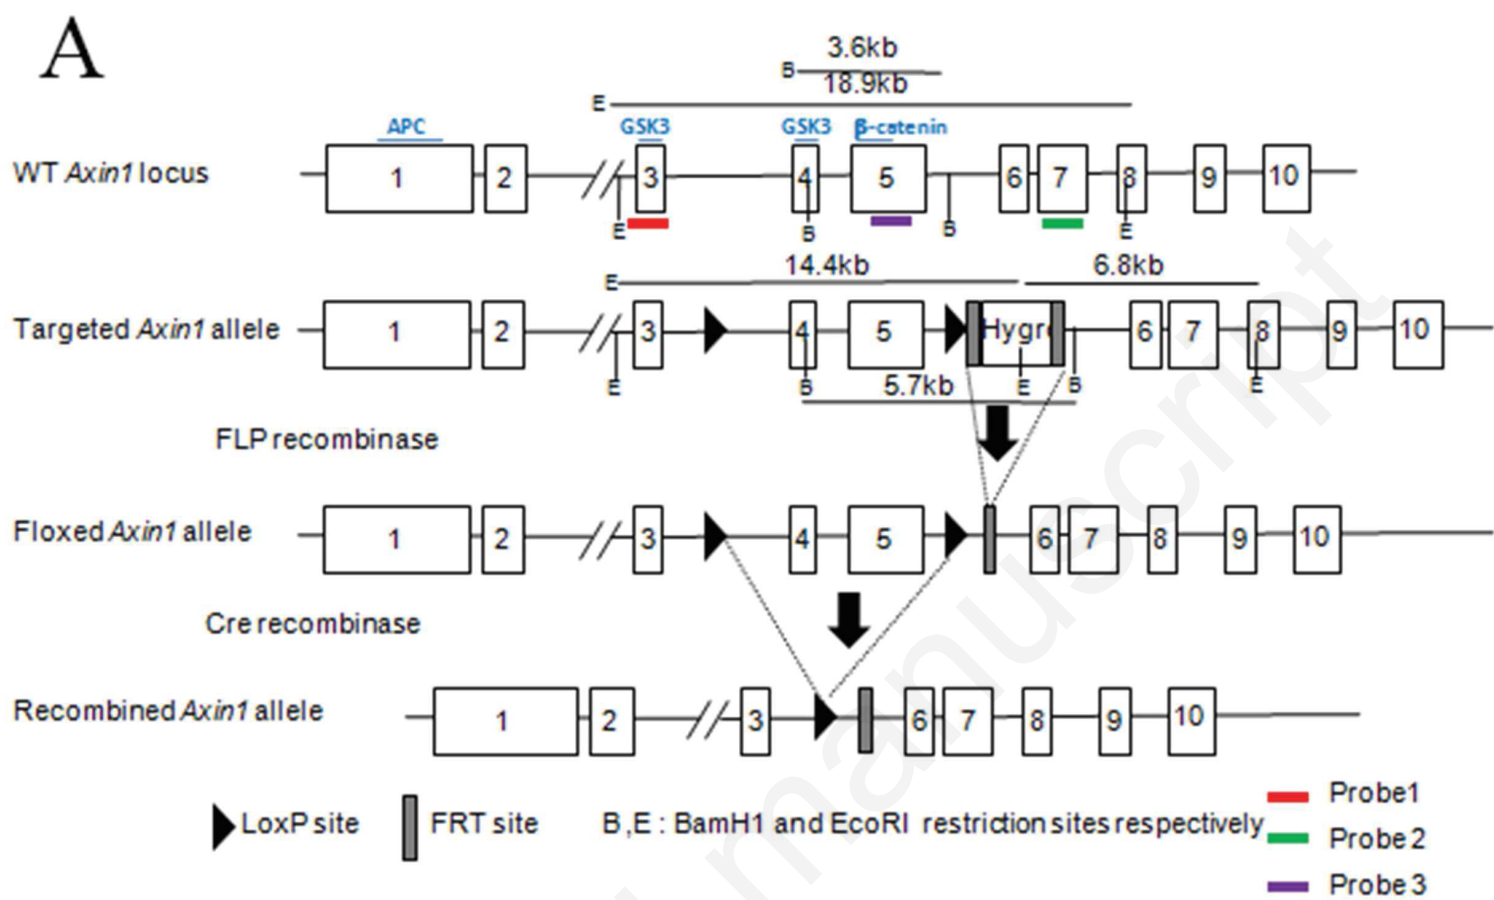 A
3.6kb
B
18.9kb
E
APC GSK3 GSK3 β-catenin
WT Axin1 locus 1 2 3 4 5 6 7 8 9 10
E B B E
14.4kb 6.8kb
E
Targeted Axin1 allele 1 2 3 4 5 Hygro 6 7 8 9 10
E B 5.7kb E B E
FLP recombinase
Floxed Axin1 allele 1 2 3 4 5 6 7 8 9 10
Cre recombinase
Recombined Axin1 allele 1 2 3 6 7 8 9 10
LoxP site FRT site B,E : BamH1 and EcoRI restriction sites respectively
Probe1
Probe 2
Probe 3
manuscript